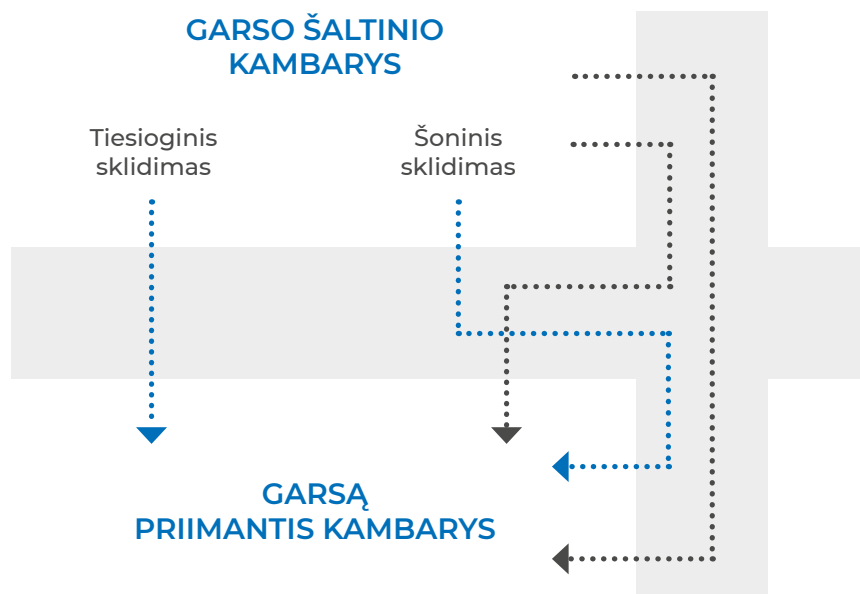 GARSO ŠALTINIO
KAMBARYS
Tiesioginis
sklidimas
Šoninis
sklidimas
GARSĄ
PRIIMANTIS KAMBARYS